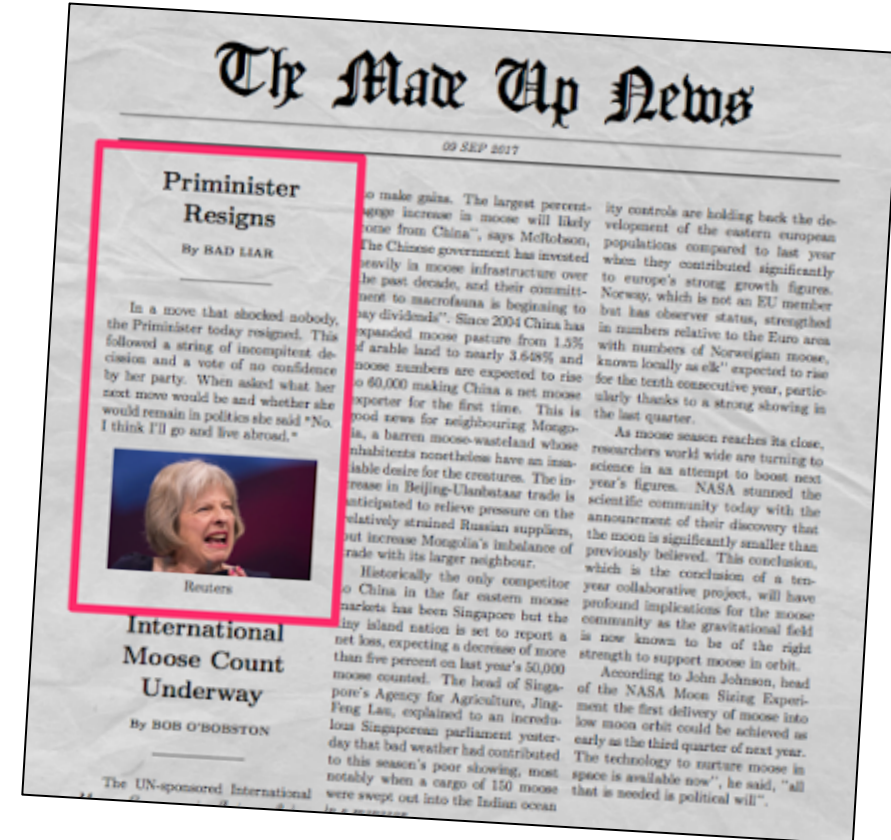 The Made Up News
09 SEP 2017
Priminister
Resigns
By BAD LIAR
In a move that shocked nobody,
the Priminister today resigned. This
followed a string of incompitent de-
cission and a vote of no confidence
by her party. When asked what her
next move would be and whether she
would remain in politics she said "No.
I think I'll go and live abroad."
Reuters
International
Moose Count
Underway
By BOB O'BOBSTON
The UN-sponsored International
to make gains. The largest percent-
increase in moose will likely
come from China", says McRobson,
The Chinese government has invested
heavily in moose infrastructure over
the past decade, and their committ-
ment to macrofauna is beginning to
pay dividends". Since 2004 China has
expanded moose pasture from 1.5%
of arable land to nearly 3.648% and
moose numbers are expected to rise
to 60,000 making China a net moose
exporter for the first time. This is
good news for neighbouring Mongo-
lia, a barren moose-wasteland whose
inhabitents nonetheless have an insa-
liable desire for the creatures. The in-
crease in Beijing-Ulanbataar trade is
anticipated to relieve pressure on the
relatively strained Russian suppliers,
but increase Mongolia's imbalance of
trade with its larger neighbour.
Historically the only competitor
to China in the far eastern moose
markets has been Singapore but the
tiny island nation is set to report a
net loss, expecting a decrease of more
than five percent on last year's 50,000
moose counted. The head of Singa-
pore's Agency for Agriculture, Jing-
Feng Lau, explained to an incredu-
lous Singaporean parliament yester-
day that bad weather had contributed
to this season's poor showing, most
notably when a cargo of 150 moose
were swept out into the Indian ocean
ity controls are holding back the de-
velopment of the eastern european
populations compared to last year
when they contributed significantly
to europe's strong growth figures.
Norway, which is not an EU member
but has observer status, strengthed
in numbers relative to the Euro area
with numbers of Norweigian moose,
known locally as elk" expected to rise
for the tenth consecutive year, partic-
ularly thanks to a strong showing in
the last quarter.
As moose season reaches its close,
researchers world wide are turning to
science in an attempt to boost next
year's figures. NASA stunned the
scientific community today with the
announcment of their discovery that
the moon is significantly smaller than
previously believed. This conclusion,
which is the conclusion of a ten-
year collaborative project, will have
profound implications for the moose
community as the gravitational field
is now known to be of the right
strength to support moose in orbit.
According to John Johnson, head
of the NASA Moon Sizing Experi-
ment the first delivery of moose into
low moon orbit could be achieved as
early as the third quarter of next year.
The technology to nurture moose in
space is available now", he said, "all
that is needed is political will".